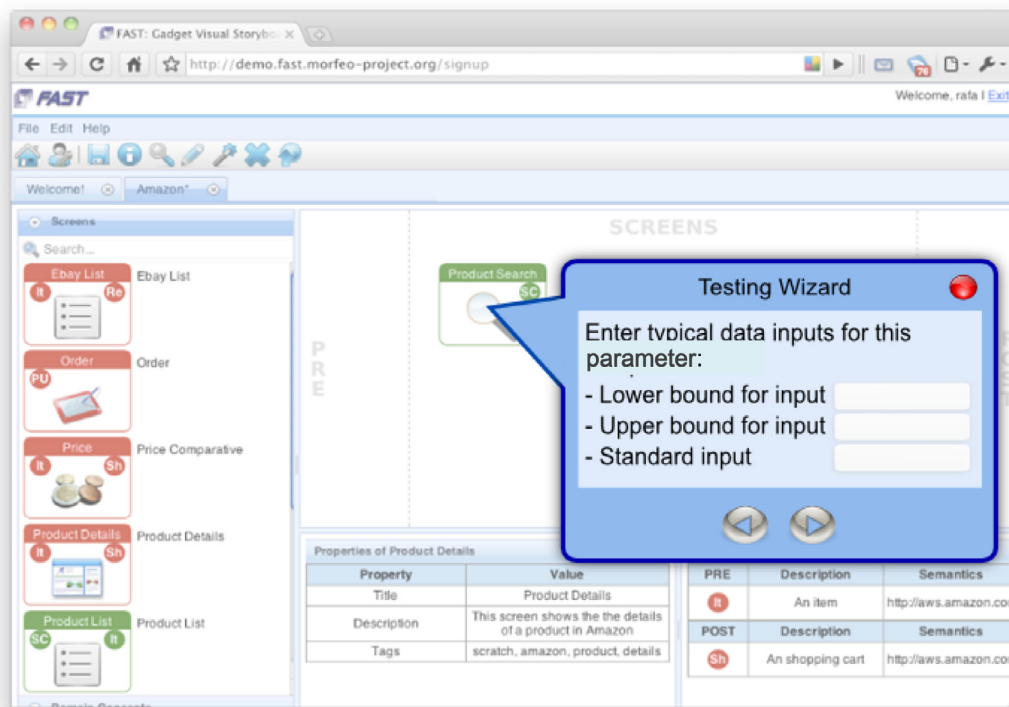 FAST: Gadget Visual Storybo
http://demo.fast.morfeo-project.org/signup
70
FAST
Welcome, rafa | Exit
File Edit Help
Welcome!
Amazon*
Screens
Search...
Ebay List
It
Re
Ebay List
Order
PU
Order
Price
It
Sh
Price Comparative
Product Details
It
Sh
Product Details
Product List
SC
It
Product List
SCREENS
PRE
Product Search
SC
Testing Wizard
Enter typical data inputs for this
parameter:
- Lower bound for input
- Upper bound for input
- Standard input
Properties of Product Details
Property Value
Title Product Details
Description This screen shows the the details
of a product in Amazon
Tags scratch, amazon, product, details
PRE Description Semantics
It An item http://aws.amazon.co
POST Description Semantics
Sh An shopping cart http://aws.amazon.co